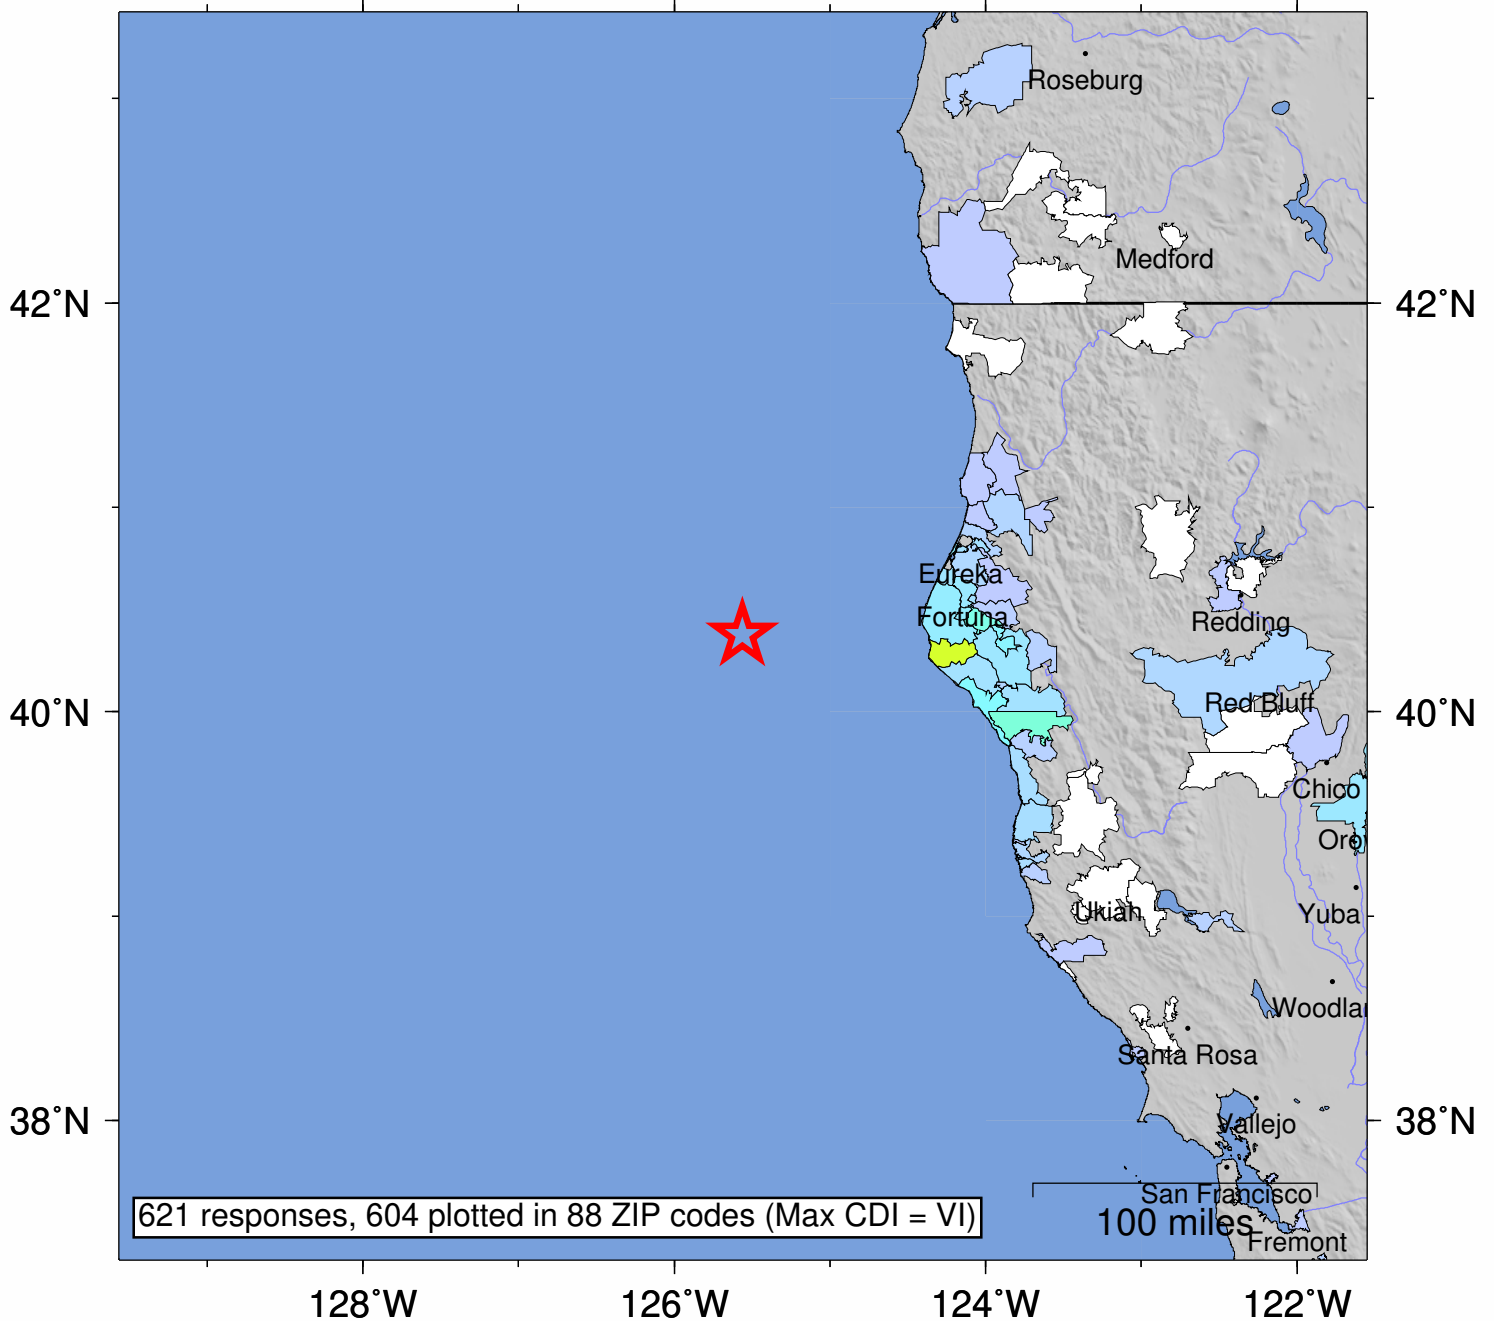 Roseburg
Medford
42°N
42°N
Eureka
Fortuna
Redding
Red Bluff
40°N
40°N
Chico
Oro
Ukiah
Yuba
Woodlan
Santa Rosa
38°N
38°N
Vallejo
San Francisco
621 responses, 604 plotted in 88 ZIP codes (Max CDI = VI)
100 miles
Fremont
128°W
126°W
124°W
122°W